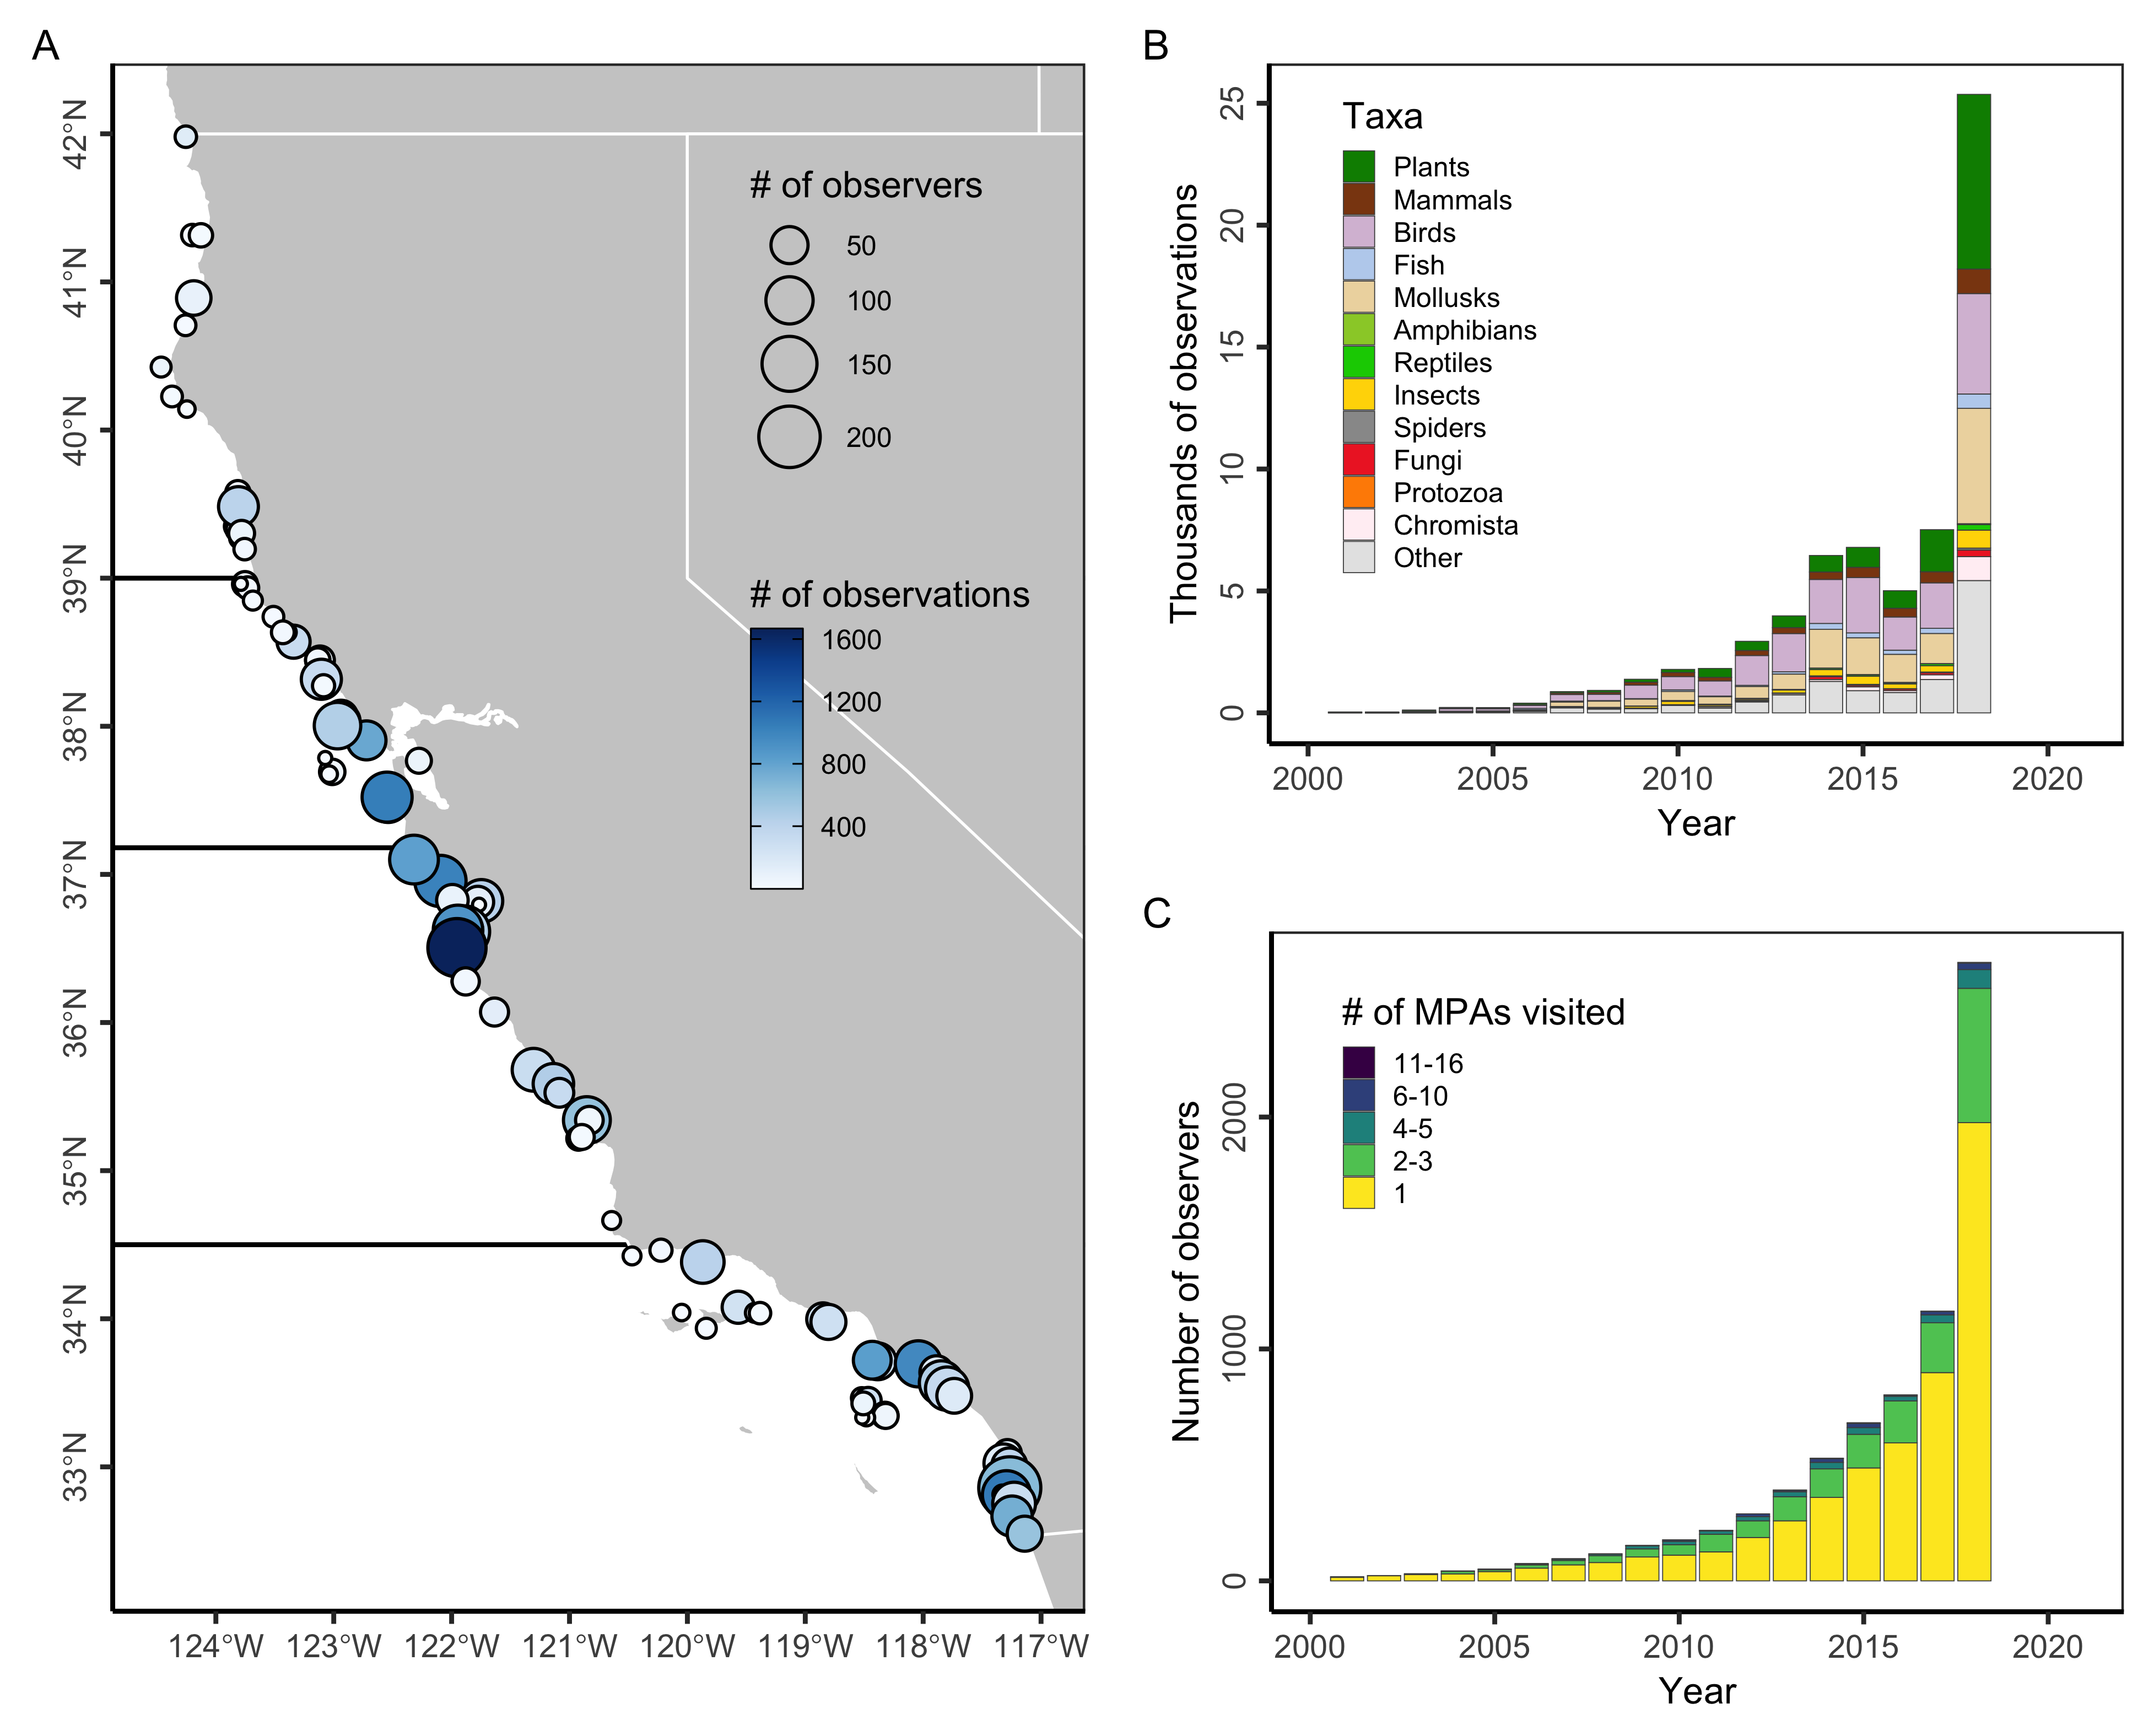 A
42°N
41°N
40°N
39°N
38°N
37°N
36°N
35°N
34°N
33°N
124°W
123°W
122°W
121°W
120°W
119°W
118°W
117°W
# of observers
50
100
150
200
# of observations
1600
1200
800
400
B
Thousands of observations
25
20
15
10
5
0
Taxa
Plants
Mammals
Birds
Fish
Mollusks
Amphibians
Reptiles
Insects
Spiders
Fungi
Protozoa
Chromista
Other
2000
2005
2010
2015
2020
Year
C
Number of observers
2000
1000
0
# of MPAs visited
11-16
6-10
4-5
2-3
1
2000
2005
2010
2015
2020
Year